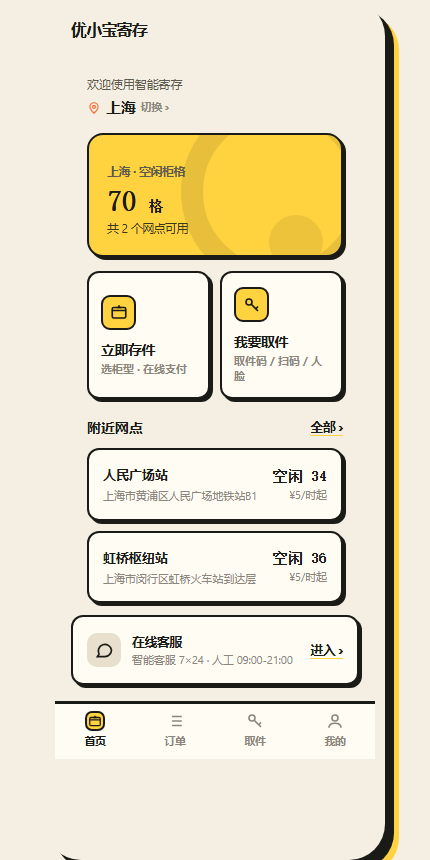 优小宝寄存
欢迎使用智能寄存
上海 切换 ›
上海 · 空闲柜格
70 格
共 2 个网点可用
立即存件
选柜型 · 在线支付
我要取件
取件码 / 扫码 / 人
脸
附近网点 全部 ›
人民广场站 空闲 34
上海市黄浦区人民广场地铁站B1 ¥5/时起
虹桥枢纽站 空闲 36
上海市闵行区虹桥火车站到达层 ¥5/时起
在线客服 进入 ›
智能客服 7×24 · 人工 09:00-21:00
首页 订单 取件 我的